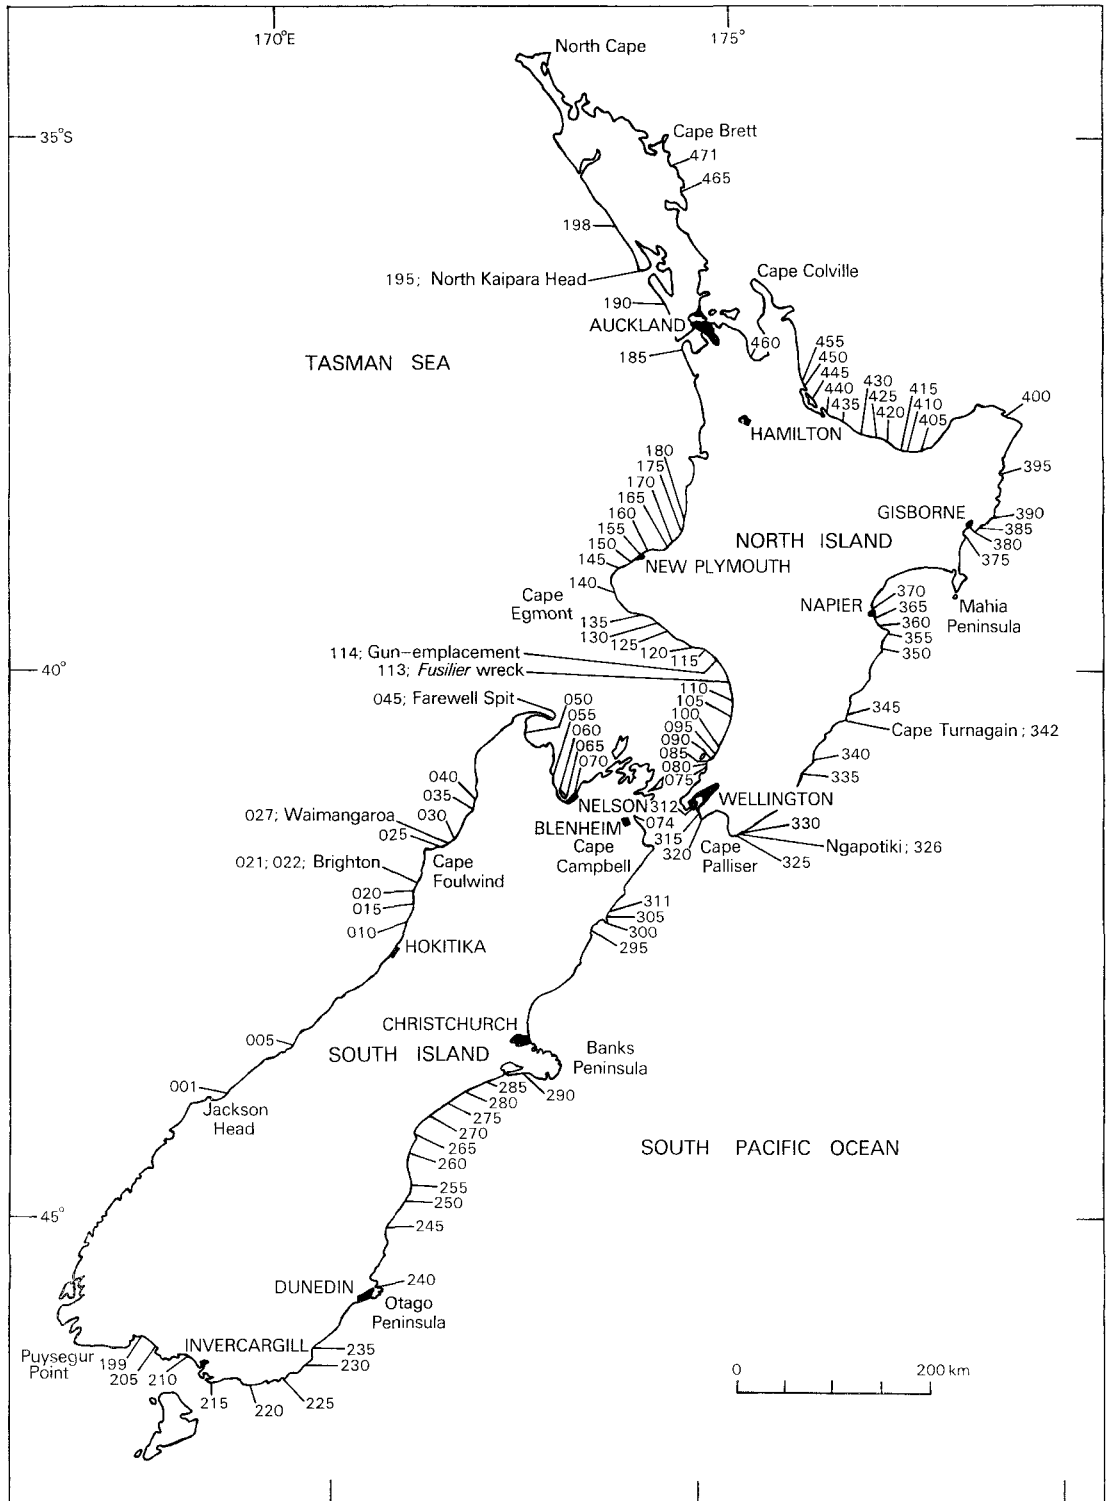 170°E
175°
North Cape
35°S
Cape Brett
471
465
198
195; North Kaipara Head
Cape Colville
190
AUCKLAND
185
460
TASMAN SEA
455
450
445
440
435
430
425
420
415
410
405
400
HAMILTON
395
180
175
170
165
160
155
150
145
GISBORNE
390
385
380
375
NORTH ISLAND
NEW PLYMOUTH
140
Cape
Egmont
135
130
125
120
115
NAPIER
370
365
360
355
350
Mahia
Peninsula
114; Gun-emplacement
113; Fusilier wreck
40°
045; Farewell Spit
050
055
060
065
070
110
105
100
095
090
085
080
075
345
Cape Turnagain; 342
340
335
040
035
030
027; Waimangaroa
025
NELSON
312
WELLINGTON
BLENHEIM
074
315
320
Cape
Campbell
Cape
Palliser
330
Ngapotiki; 326
325
021; 022; Brighton
Cape
Foulwind
020
015
010
HOKITIKA
311
305
300
295
CHRISTCHURCH
005
SOUTH ISLAND
Banks
Peninsula
001
Jackson
Head
285
290
280
275
270
265
260
255
250
245
SOUTH PACIFIC OCEAN
45°
DUNEDIN
240
Otago
Peninsula
INVERCARGILL
235
230
Puysegur
Point
199
205
210
215
220
225
0
200 km